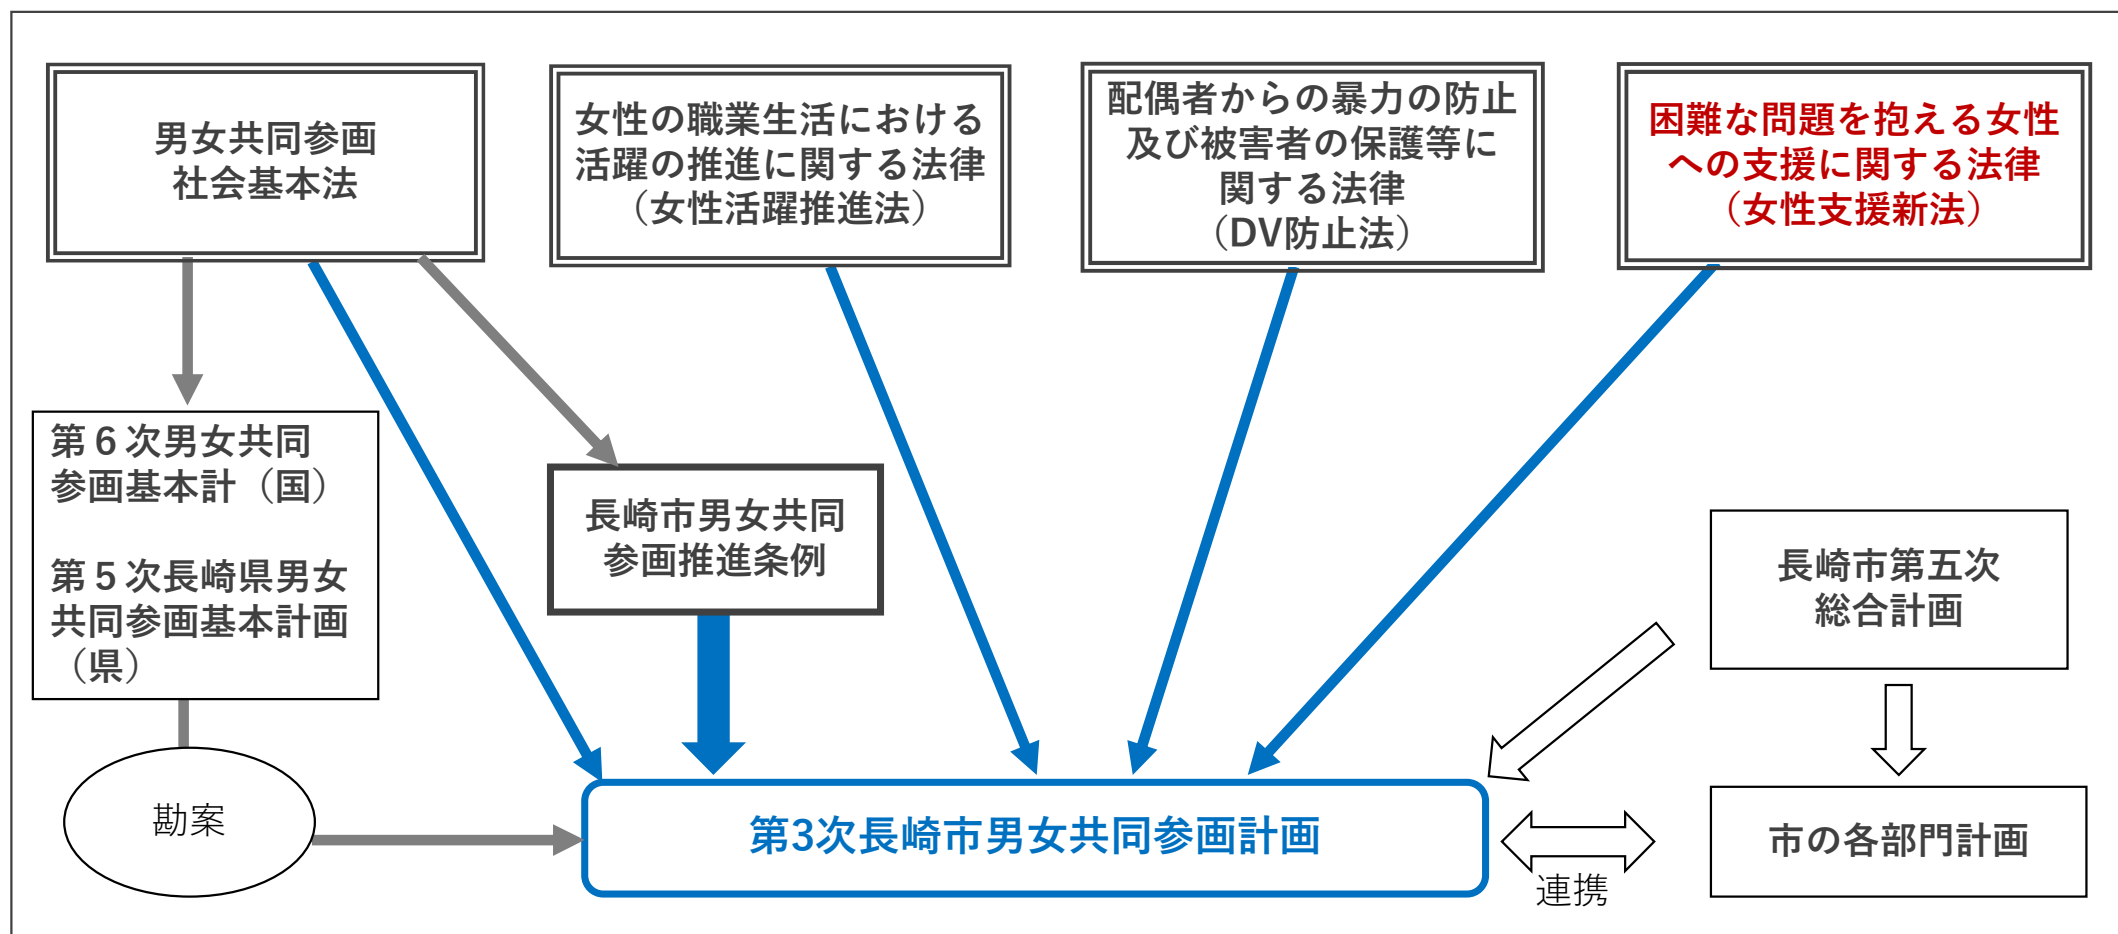 男女共同参画
社会基本法
女性の職業生活における
活躍の推進に関する法律
（女性活躍推進法）
配偶者からの暴力の防止
及び被害者の保護等に
関する法律
（DV防止法）
困難な問題を抱える女性
への支援に関する法律
（女性支援新法）
第６次男女共同
参画基本計（国）
第５次長崎県男女
共同参画基本計画
（県）
長崎市男女共同
参画推進条例
長崎市第五次
総合計画
勘案
第3次長崎市男女共同参画計画
連携
市の各部門計画